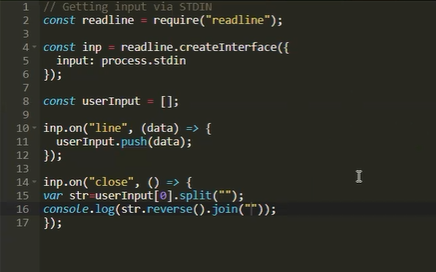 1 // Getting input via STDIN
2 const readline = require("readline");
3
4 const inp = readline.createInterface({
5   input: process.stdin
6 });
7
8 const userInput = [];
9
10 inp.on("line", (data) => {
11   userInput.push(data);
12 });
13
14 inp.on("close", () => {
15 var str=userInput[0].split("");
16 console.log(str.reverse().join(""));
17 });